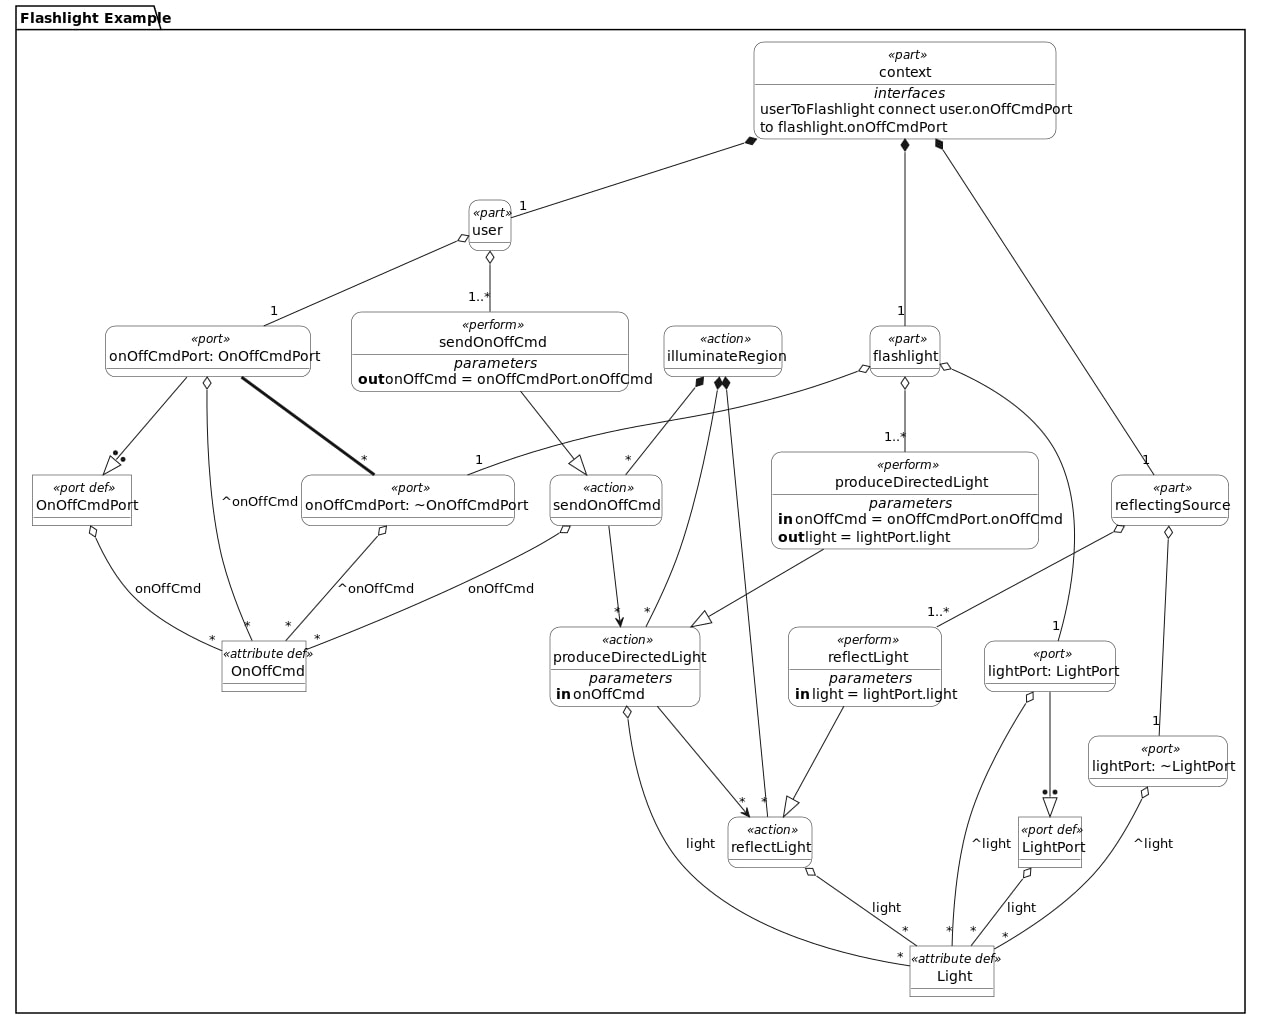 Flashlight Example
«part»
context
interfaces
userToFlashlight connect user.onOffCmdPort
to flashlight.onOffCmdPort
1
«part»
user
1
1..*
1
«port»
onOffCmdPort: OnOffCmdPort
«perform»
sendOnOffCmd
parameters
out onOffCmd = onOffCmdPort.onOffCmd
«action»
illuminateRegion
«part»
flashlight
1..*
*
1
*
1
«port def»
OnOffCmdPort
^onOffCmd
«port»
onOffCmdPort: ~OnOffCmdPort
«action»
sendOnOffCmd
«perform»
produceDirectedLight
parameters
in onOffCmd = onOffCmdPort.onOffCmd
out light = lightPort.light
«part»
reflectingSource
onOffCmd
^onOffCmd
onOffCmd
*
*
1..*
*
*
*
*
1
«attribute def»
OnOffCmd
«action»
produceDirectedLight
parameters
in onOffCmd
«perform»
reflectLight
parameters
in light = lightPort.light
«port»
lightPort: LightPort
1
«port»
lightPort: ~LightPort
*
*
«action»
reflectLight
«port def»
LightPort
light
^light
^light
light
light
*
*
*
*
*
«attribute def»
Light